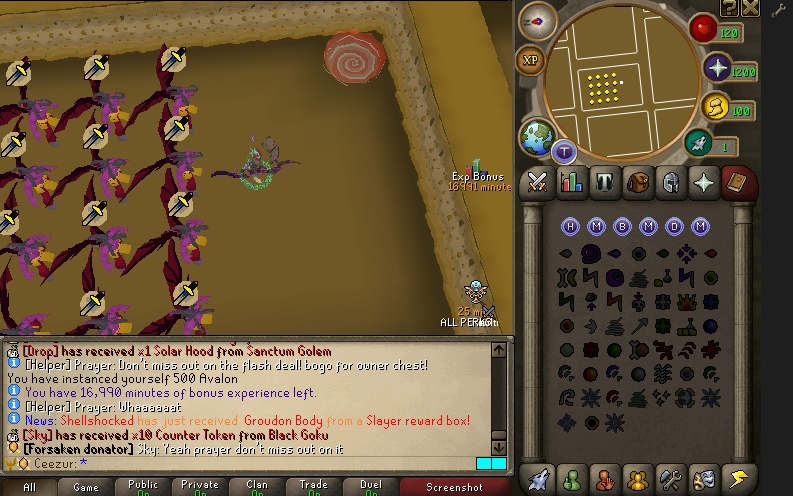 120
XP
1200
100
T
1
T
Exp Bonus
16991 minute
H M B M D M
25 mi
ALL PERKS
[Drop] has received x1 Solar Hood from Sanctum Golem
[Helper] Prayer: Don't miss out on the flash deal! bogo for owner chest!
You have instanced yourself 500 Avalon
You have 16,990 minutes of bonus experience left.
[Helper] Prayer: Whaaaaaat
News: Shellshocked has just received Groudon Body from a Slayer reward box!
[Sky] has received x10 Counter Token from Black Goku
[Forsaken donator] Sky: Yeah prayer don't miss out on it
Ceezur: *
All Game Public Private Clan Trade Duel Screenshot
On On On On On